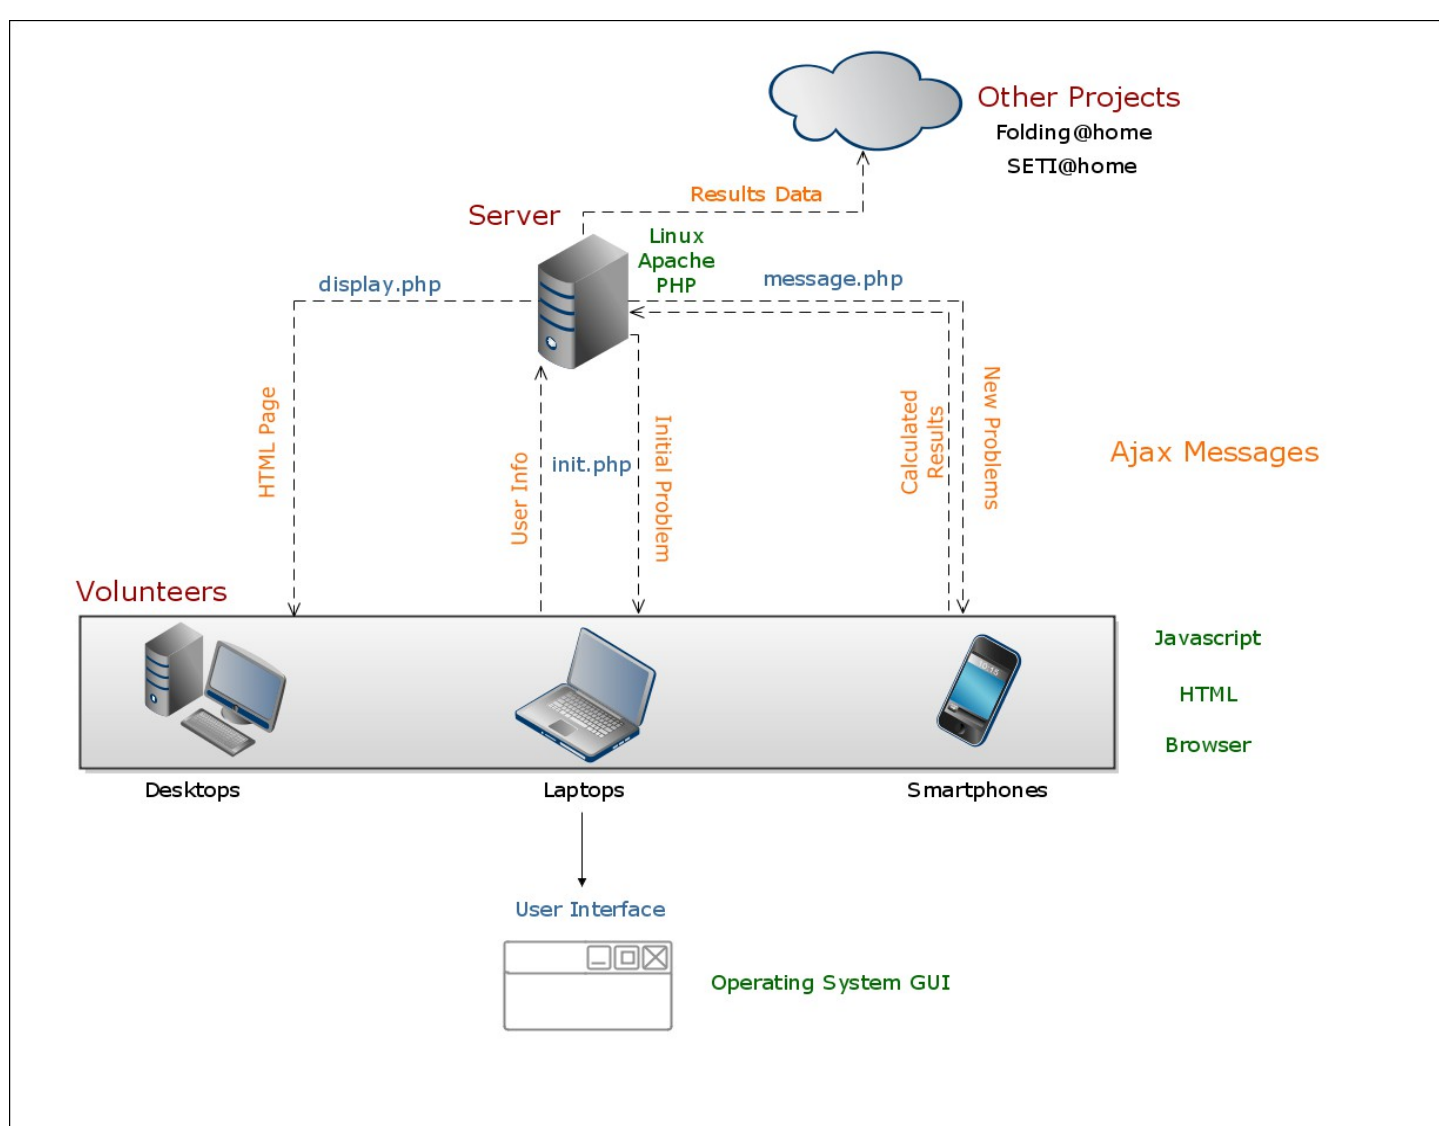 Other Projects
Folding@home
SETI@home
Results Data
Server
Linux
Apache
PHP
display.php
message.php
HTML Page
User Info
init.php
Initial Problem
Calculated
Results
New Problems
Ajax Messages
Volunteers
10:15
Javascript
HTML
Browser
Desktops
Laptops
Smartphones
User Interface
Operating System GUI